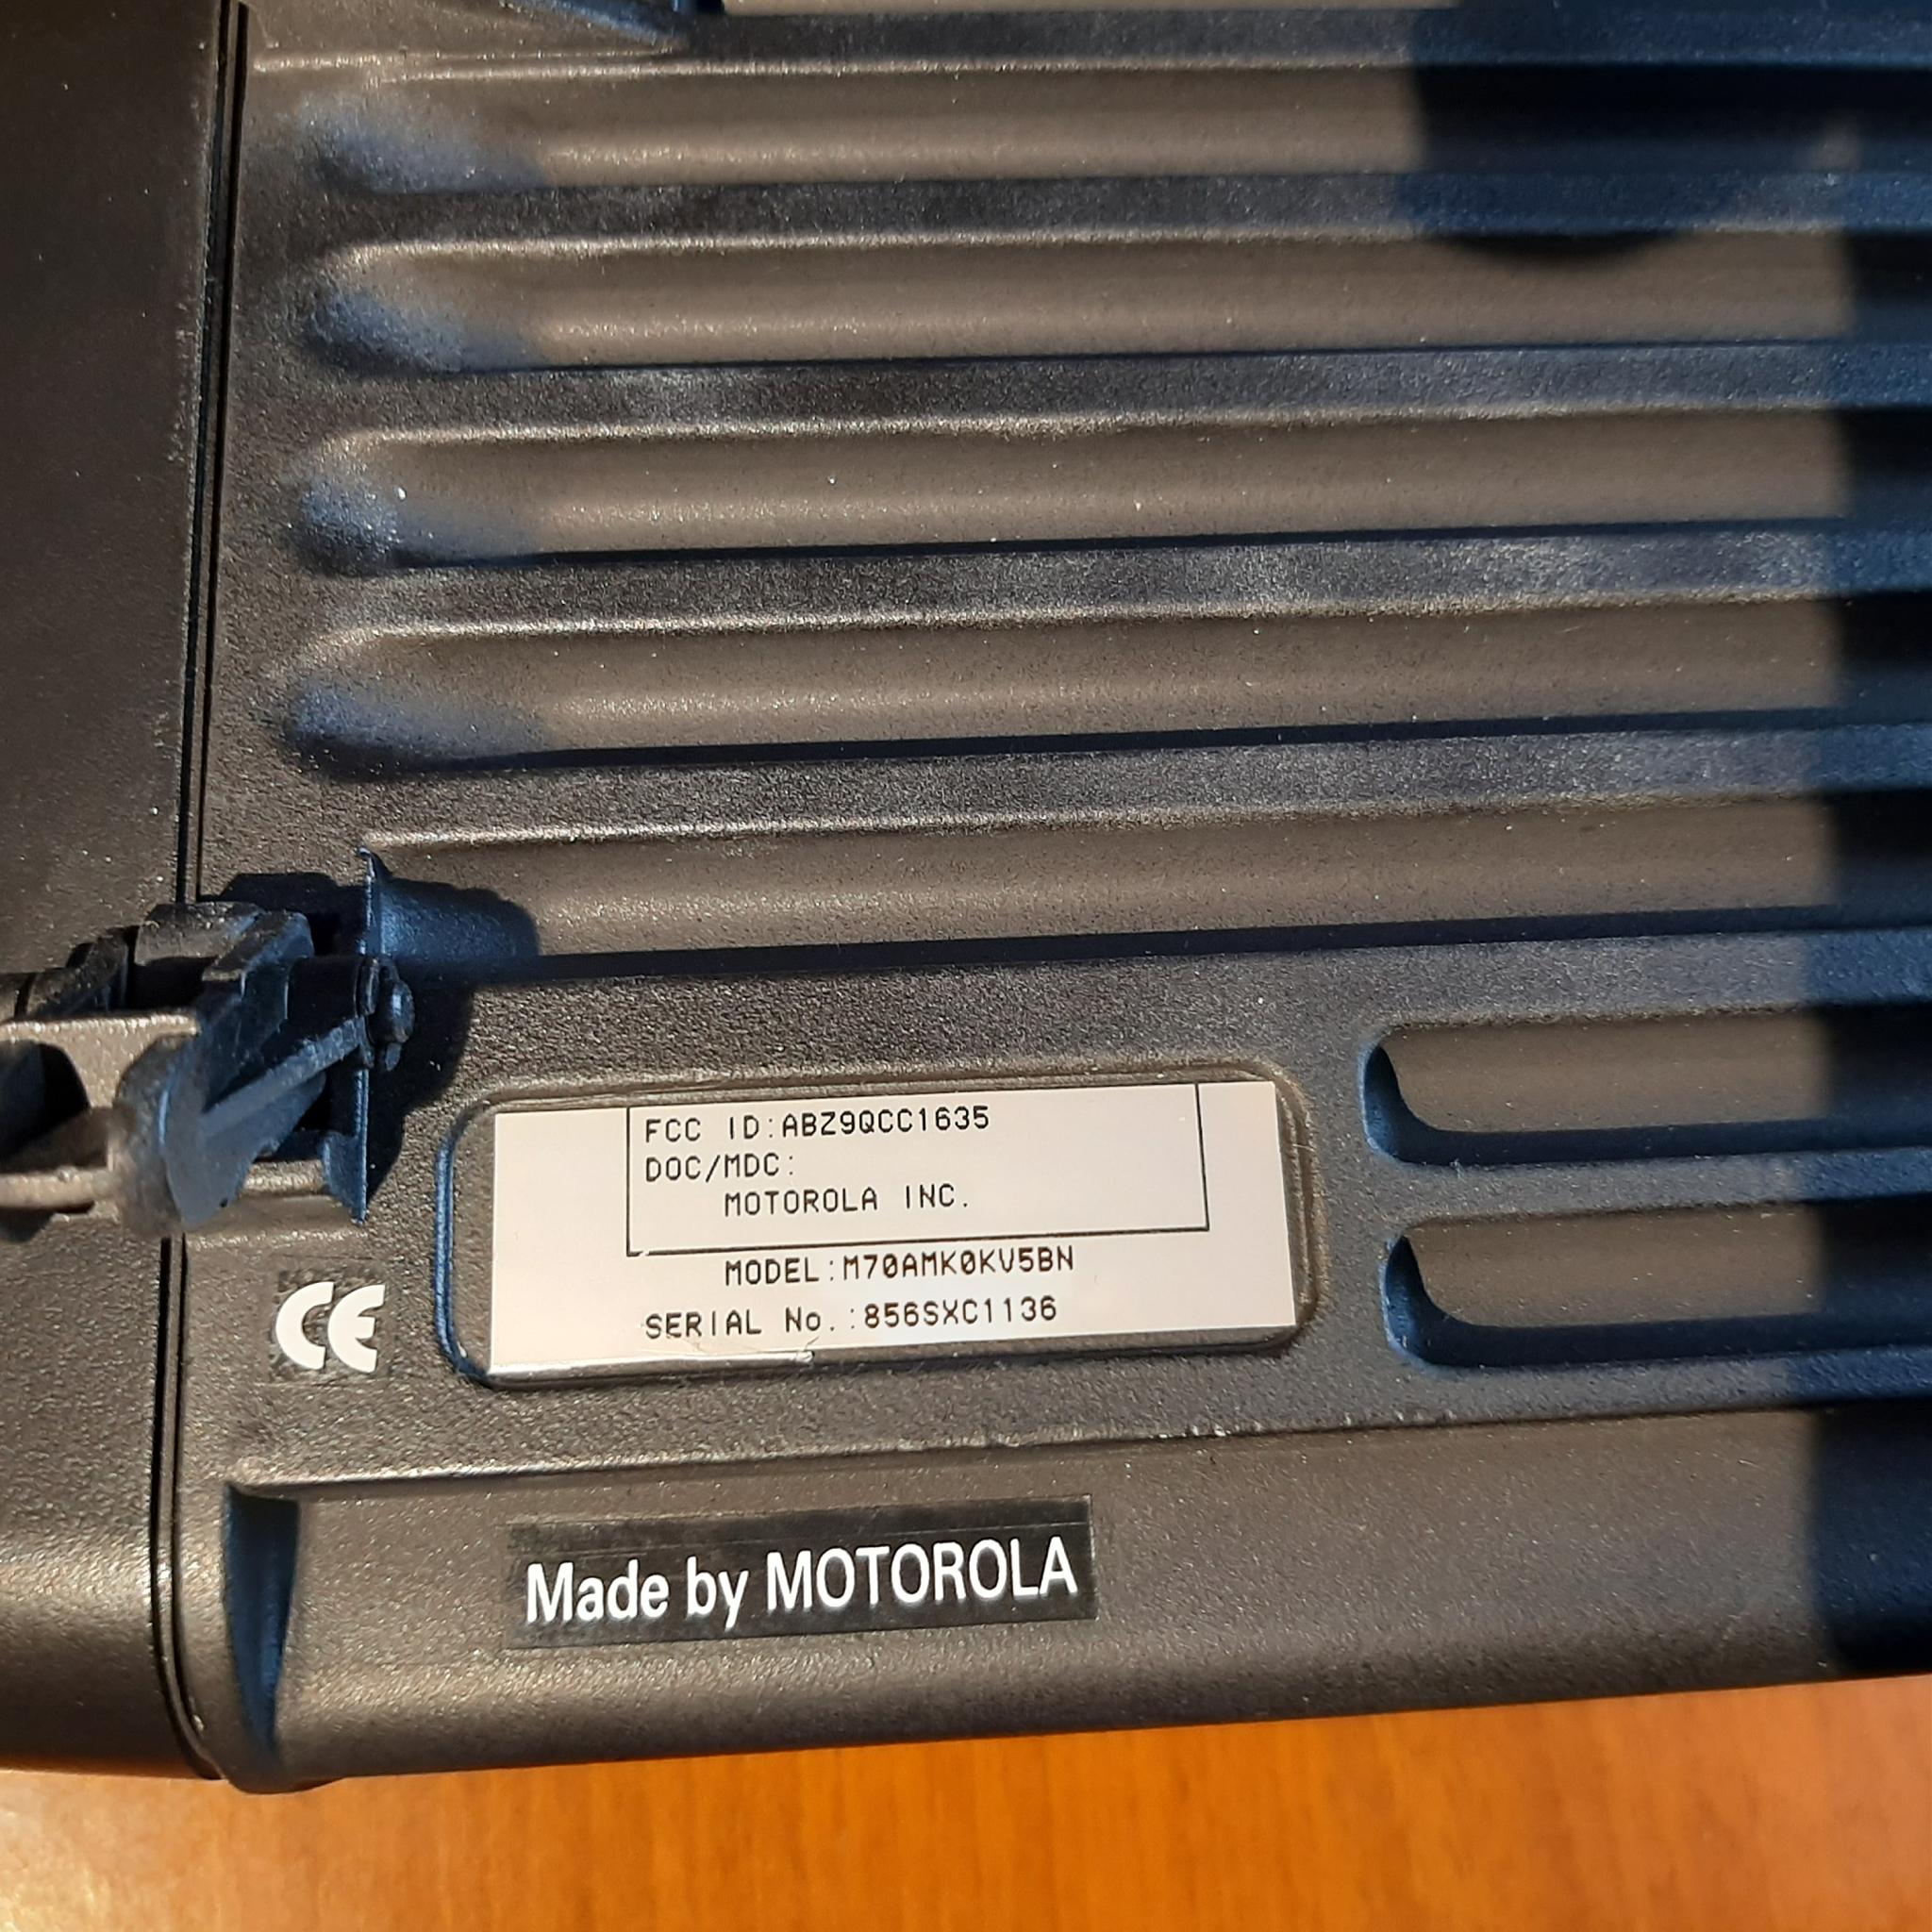 FCC ID:ABZ9QCC1635
DOC/MDC:
MOTOROLA INC.
MODEL:M70AMK0KV5BN
SERIAL No.:856SXC1136
CE
Made by MOTOROLA